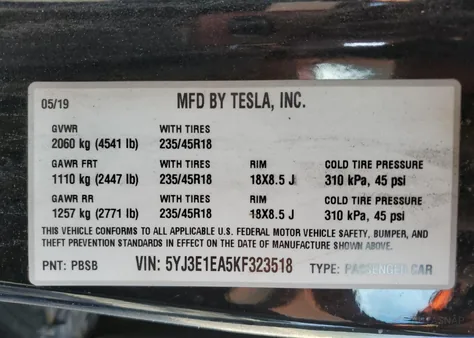 05/19 MFD BY TESLA, INC.
GVWR WITH TIRES
2060 kg (4541 lb) 235/45R18
GAWR FRT WITH TIRES RIM COLD TIRE PRESSURE
1110 kg (2447 lb) 235/45R18 18X8.5 J 310 kPa, 45 psi
GAWR RR WITH TIRES RIM COLD TIRE PRESSURE
1257 kg (2771 lb) 235/45R18 18X8.5 J 310 kPa, 45 psi
THIS VEHICLE CONFORMS TO ALL APPLICABLE U.S. FEDERAL MOTOR VEHICLE SAFETY, BUMPER, AND
THEFT PREVENTION STANDARDS IN EFFECT ON THE DATE OF MANUFACTURE SHOWN ABOVE.
PNT: PBSB VIN: 5YJ3E1EA5KF323518 TYPE: PASSENGER CAR